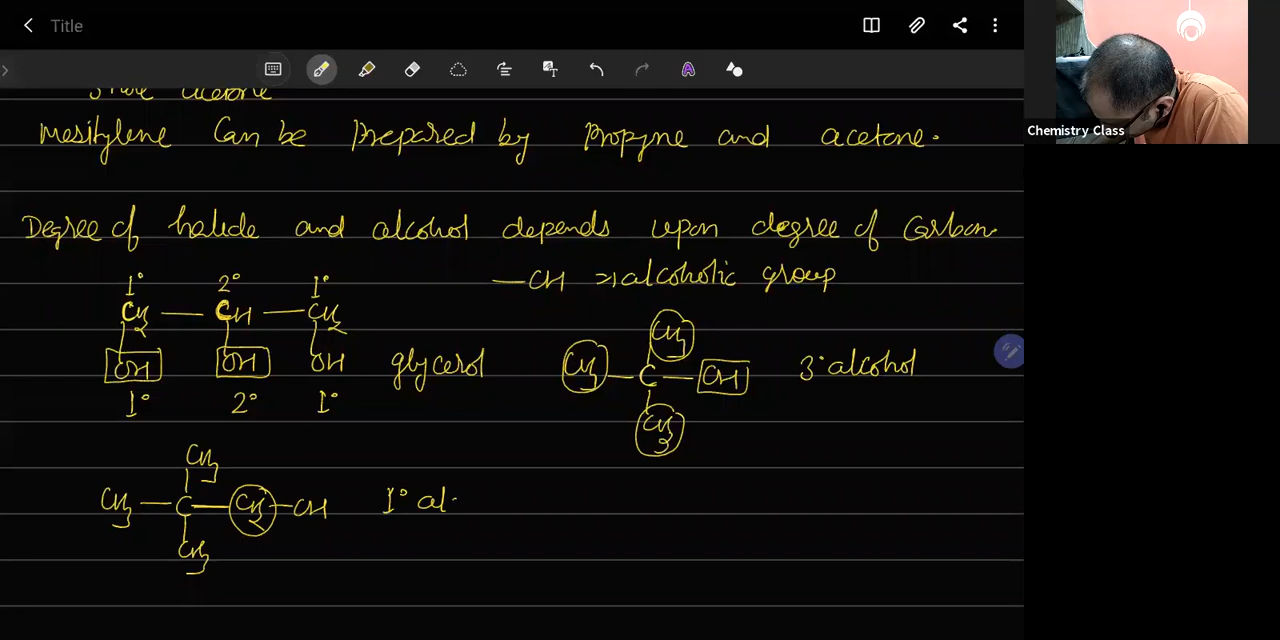 Title
Chemistry Class
acetone
Mesitylene Can be Prepared by Propyne and acetone.
Degree of halide and alcohol depends upon degree of Carbon.
1° 2° 1° —OH ⇒ alcoholic group
CH2 — CH — CH2 CH3
OH OH OH glycerol CH3 — C — OH 3° alcohol
1° 2° 1° CH3
CH3
CH3 — C — CH2 — OH 1° al.
CH3